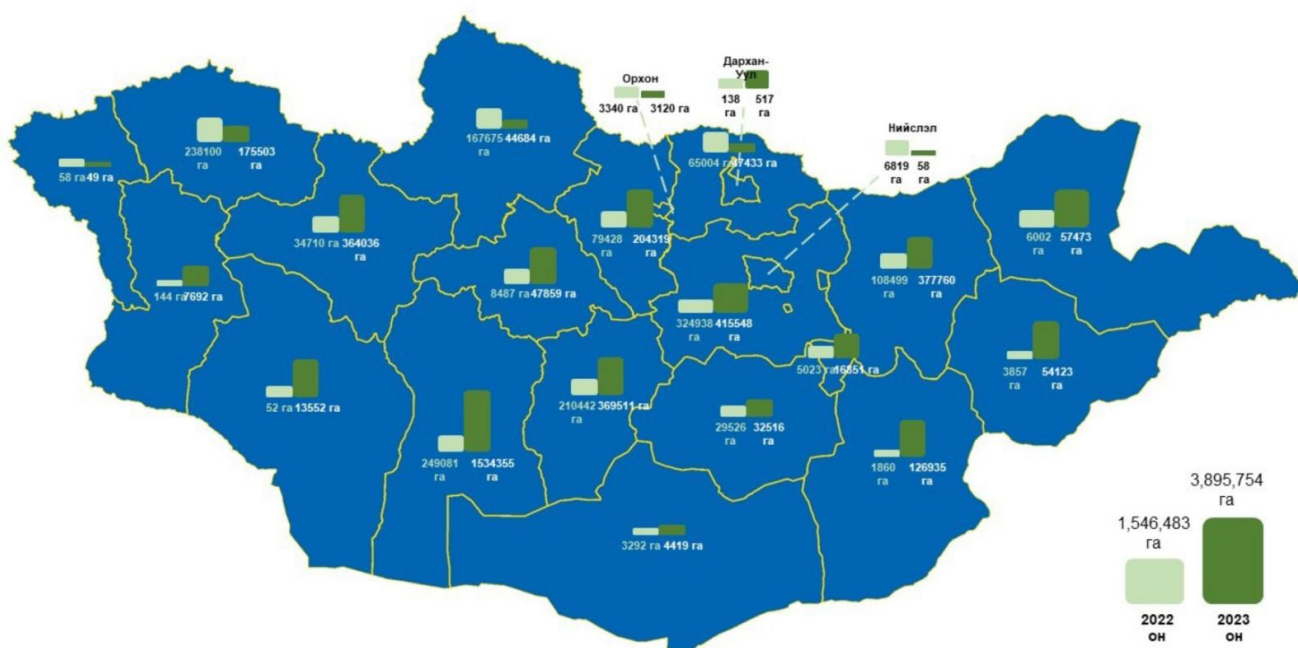 Орхон
3340 га 3120 га
Дархан-
Уул
138 517
га га
Нийслэл
6819 58
га га
58 га 49 га
238100 175503
га га
167675 44684 га
га
65004 га 47433 га
34710 га 364036
га
79428 204319
га га
6002 57473
га га
144 га 7692 га
8487 га 47859 га
108499 377760
га га
324938 415548
га га
5023 га 16851 га
3857 54123
га га
52 га 13552 га
210442 369511 га
га
29526 32516
га га
249081 1534355
га га
1860 126935
га га
3292 га 4419 га
3,895,754
га
1,546,483
га
2022 2023
он он